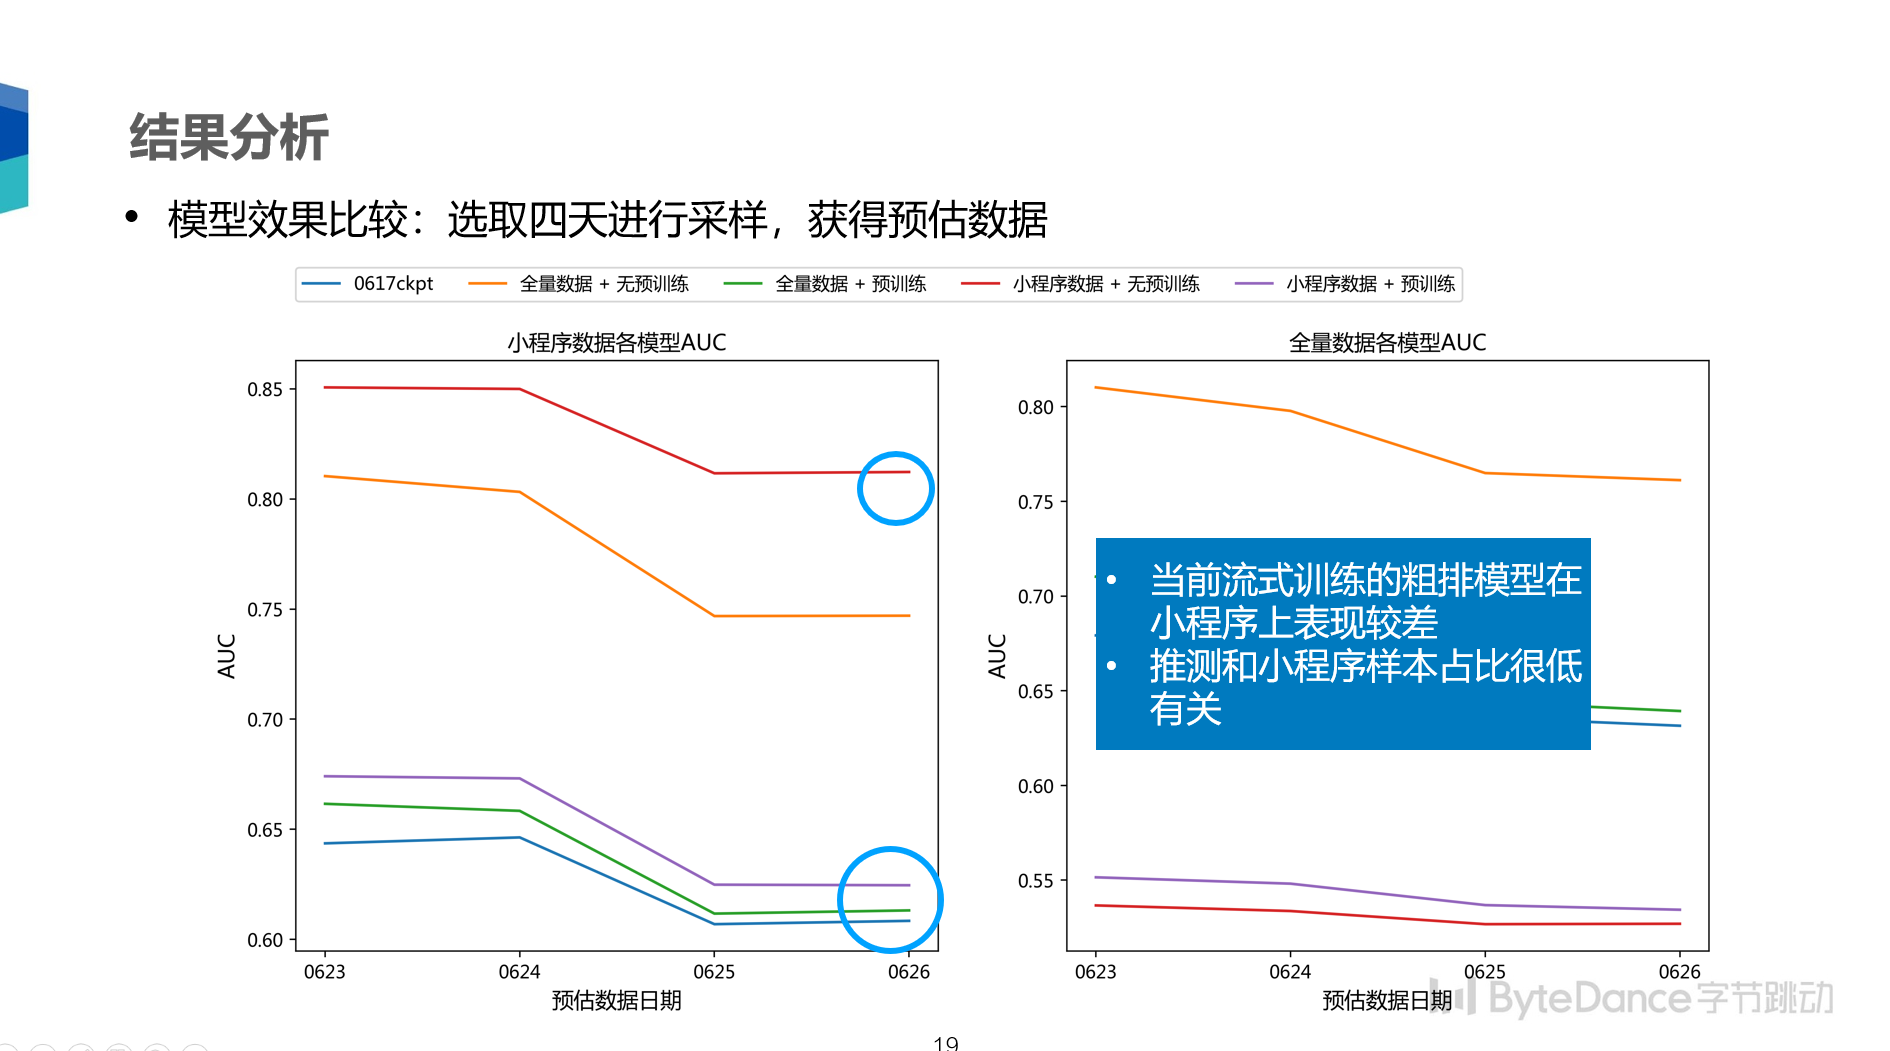 结果分析
• 模型效果比较：选取四天进行采样，获得预估数据
0617ckpt 全量数据 + 无预训练 全量数据 + 预训练 小程序数据 + 无预训练 小程序数据 + 预训练
小程序数据各模型AUC
0.85
0.80
0.75
0.70
0.65
0.60
AUC
0623 0624 0625 0626
预估数据日期
全量数据各模型AUC
0.80
0.75
0.70
0.65
0.60
0.55
AUC
• 当前流式训练的粗排模型在
小程序上表现较差
• 推测和小程序样本占比很低
有关
0623 0624 0625 0626
预估数据日期
ByteDance字节跳动
19